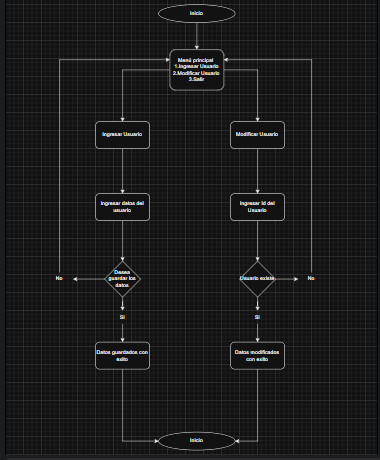 Inicio
Menú principal
1.Ingresar Usuario
2.Modificar Usuario
3.Salir
Ingresar Usuario
Modificar Usuario
Ingresar datos del
usuario
Ingresar Id del
Usuario
Desea
guardar los
datos
Usuario existe
No
No
Si
Si
Datos guardados con
exito
Datos modificados
con exito
Inicio